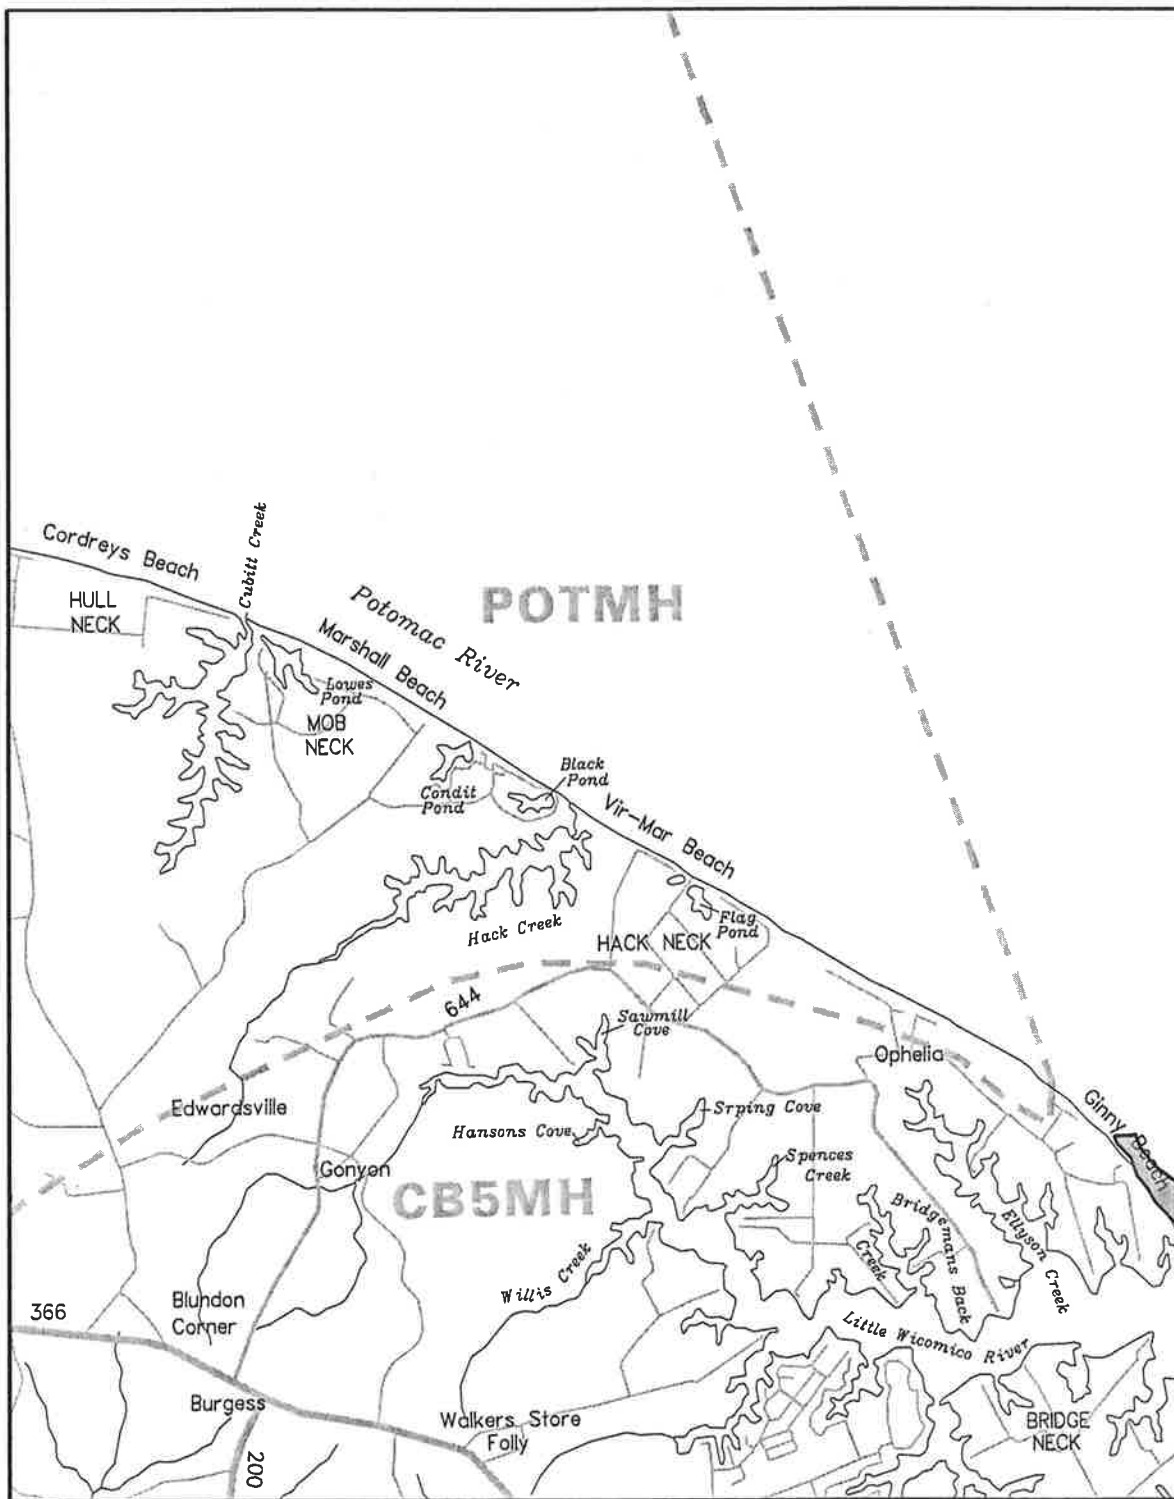 Cordreys Beach
Cubitt Creek
HULL
NECK
Potomac River
POTMH
Marshall Beach
Lowes
Pond
MOB
NECK
Black
Pond
Condit
Pond
Vir-Mar Beach
Flag
Pond
Hack Creek
HACK NECK
644
Sawmill
Cove
Ophelia
Edwardsville
Srping Cove
Hansons Cove
Ginny Beach
Gonyon
Spences
Creek
CB5MH
Bridgemans Back
Creek
Ellyson Creek
Willis Creek
366
Blundon
Corner
Little Wicomico River
Burgess
Walkers Store
Folly
BRIDGE
NECK
200